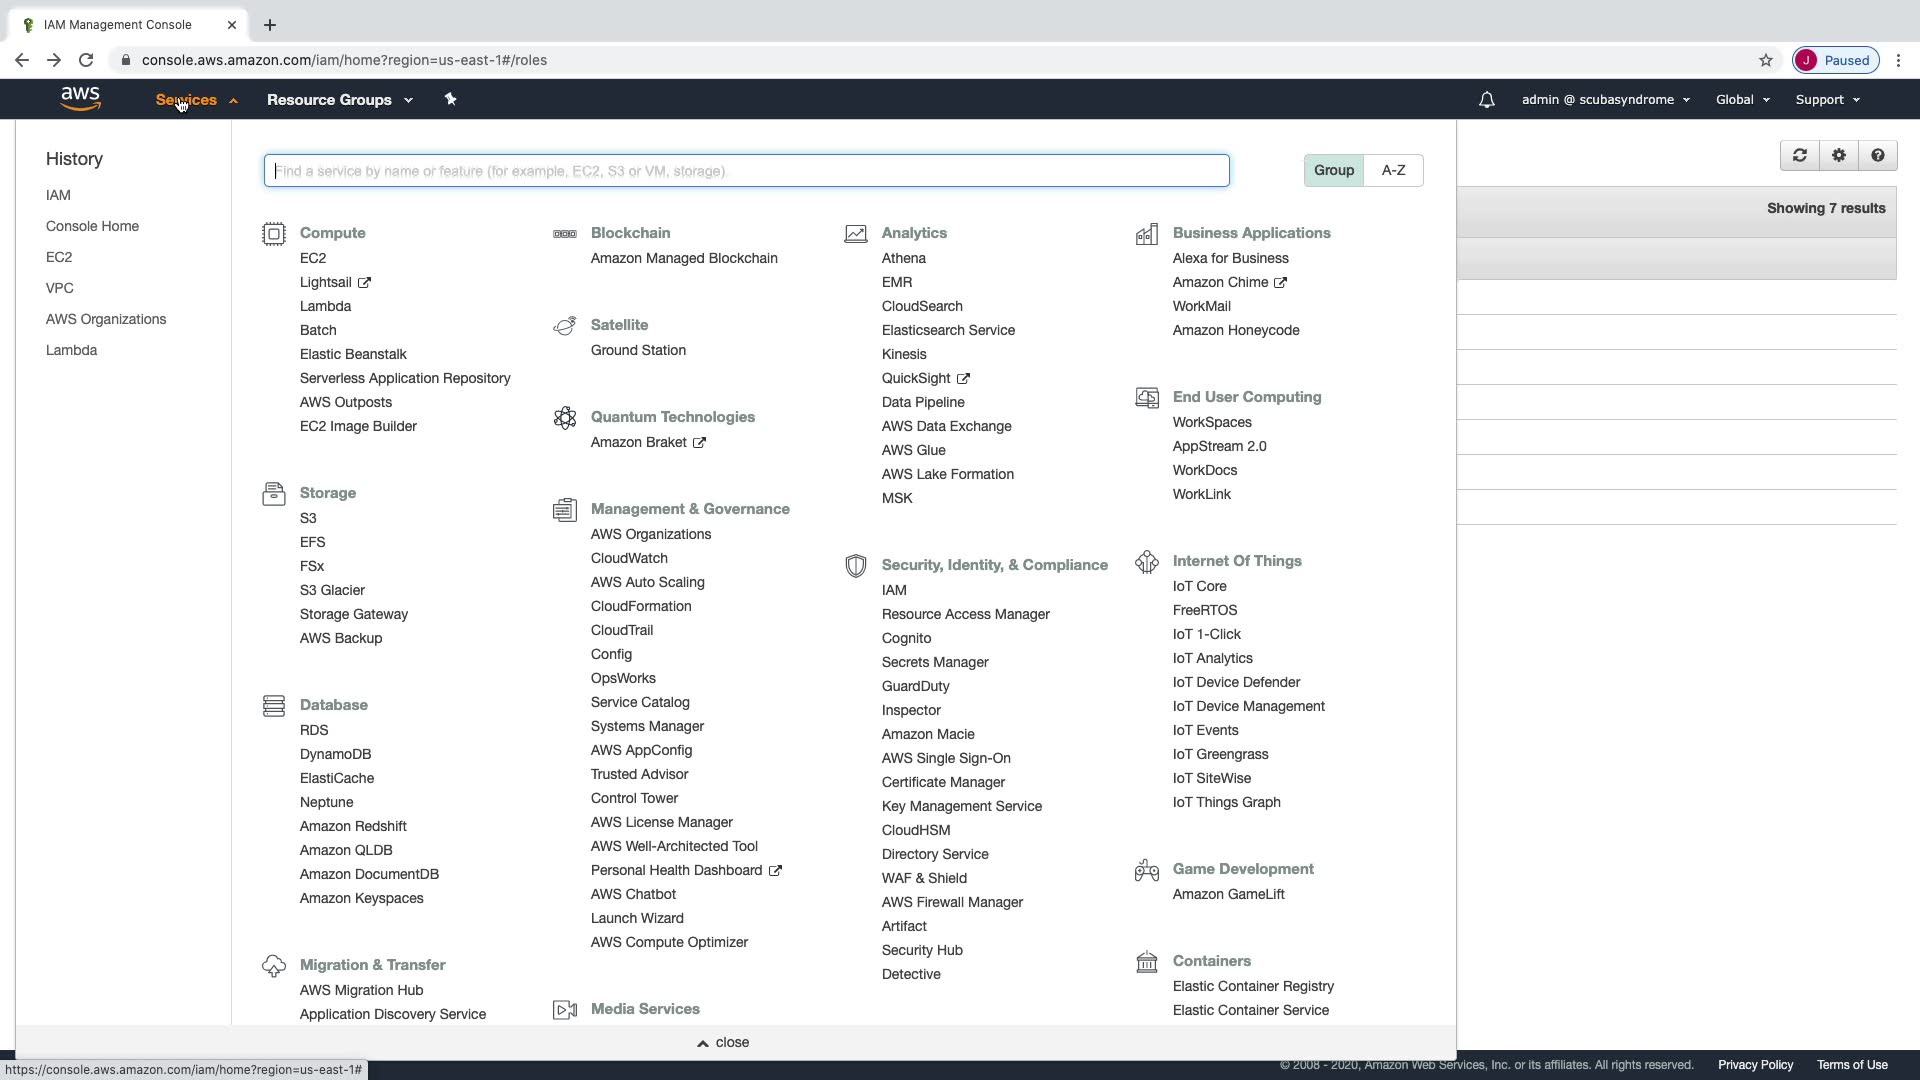 IAM Management Console
console.aws.amazon.com/iam/home?region=us-east-1#/roles
J Paused
aws
Services
Resource Groups
admin @ scubasyndrome
Global
Support
History
IAM
Console Home
EC2
VPC
AWS Organizations
Lambda
Find a service by name or feature (for example, EC2, S3 or VM, storage).
Group
A-Z
Showing 7 results
Compute
EC2
Lightsail
Lambda
Batch
Elastic Beanstalk
Serverless Application Repository
AWS Outposts
EC2 Image Builder
Storage
S3
EFS
FSx
S3 Glacier
Storage Gateway
AWS Backup
Database
RDS
DynamoDB
ElastiCache
Neptune
Amazon Redshift
Amazon QLDB
Amazon DocumentDB
Amazon Keyspaces
Migration & Transfer
AWS Migration Hub
Application Discovery Service
Blockchain
Amazon Managed Blockchain
Satellite
Ground Station
Quantum Technologies
Amazon Braket
Management & Governance
AWS Organizations
CloudWatch
AWS Auto Scaling
CloudFormation
CloudTrail
Config
OpsWorks
Service Catalog
Systems Manager
AWS AppConfig
Trusted Advisor
Control Tower
AWS License Manager
AWS Well-Architected Tool
Personal Health Dashboard
AWS Chatbot
Launch Wizard
AWS Compute Optimizer
Media Services
Analytics
Athena
EMR
CloudSearch
Elasticsearch Service
Kinesis
QuickSight
Data Pipeline
AWS Data Exchange
AWS Glue
AWS Lake Formation
MSK
Security, Identity, & Compliance
IAM
Resource Access Manager
Cognito
Secrets Manager
GuardDuty
Inspector
Amazon Macie
AWS Single Sign-On
Certificate Manager
Key Management Service
CloudHSM
Directory Service
WAF & Shield
AWS Firewall Manager
Artifact
Security Hub
Detective
Business Applications
Alexa for Business
Amazon Chime
WorkMail
Amazon Honeycode
End User Computing
WorkSpaces
AppStream 2.0
WorkDocs
WorkLink
Internet Of Things
IoT Core
FreeRTOS
IoT 1-Click
IoT Analytics
IoT Device Defender
IoT Device Management
IoT Events
IoT Greengrass
IoT SiteWise
IoT Things Graph
Game Development
Amazon GameLift
Containers
Elastic Container Registry
Elastic Container Service
close
https://console.aws.amazon.com/iam/home?region=us-east-1#
© 2008 - 2020, Amazon Web Services, Inc. or its affiliates. All rights reserved.
Privacy Policy
Terms of Use